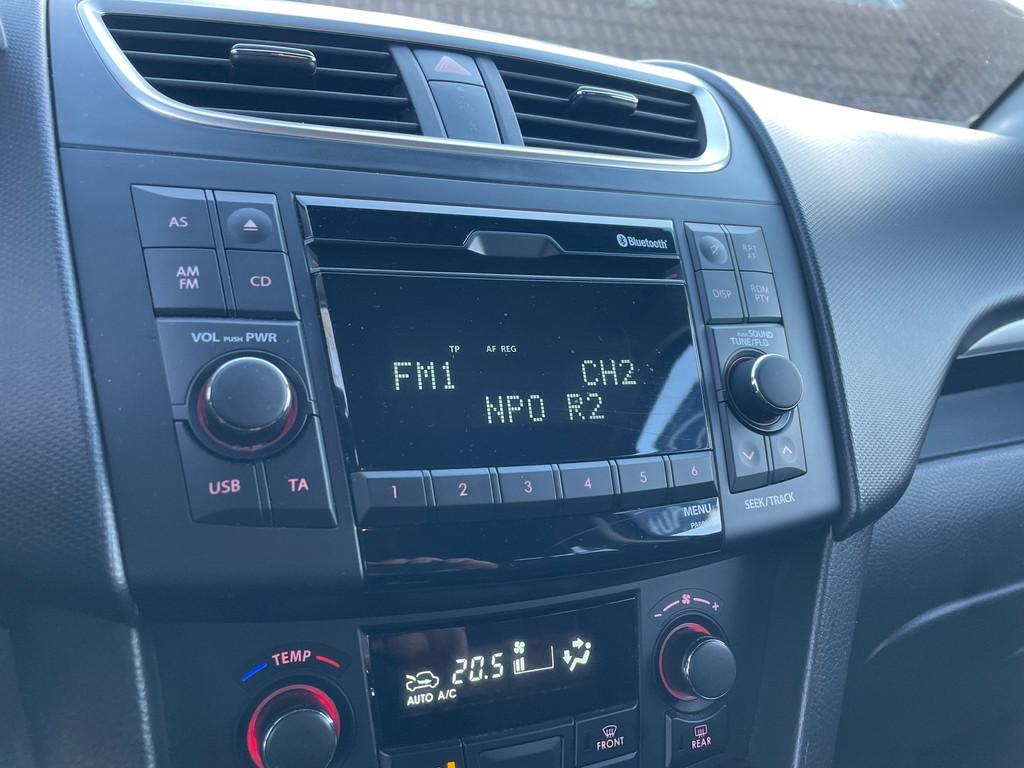 AS
AM
FM
CD
VOL PUSH PWR
USB
TA
Bluetooth
TP AF REG
FM1 CH2
NPO R2
1 2 3 4 5 6
MENU
RPT
AS
DISP
RDM
PTY
PUSH SOUND
TUNE/FLD
SEEK/TRACK
TEMP
20.5
AUTO A/C
- +
FRONT
REAR